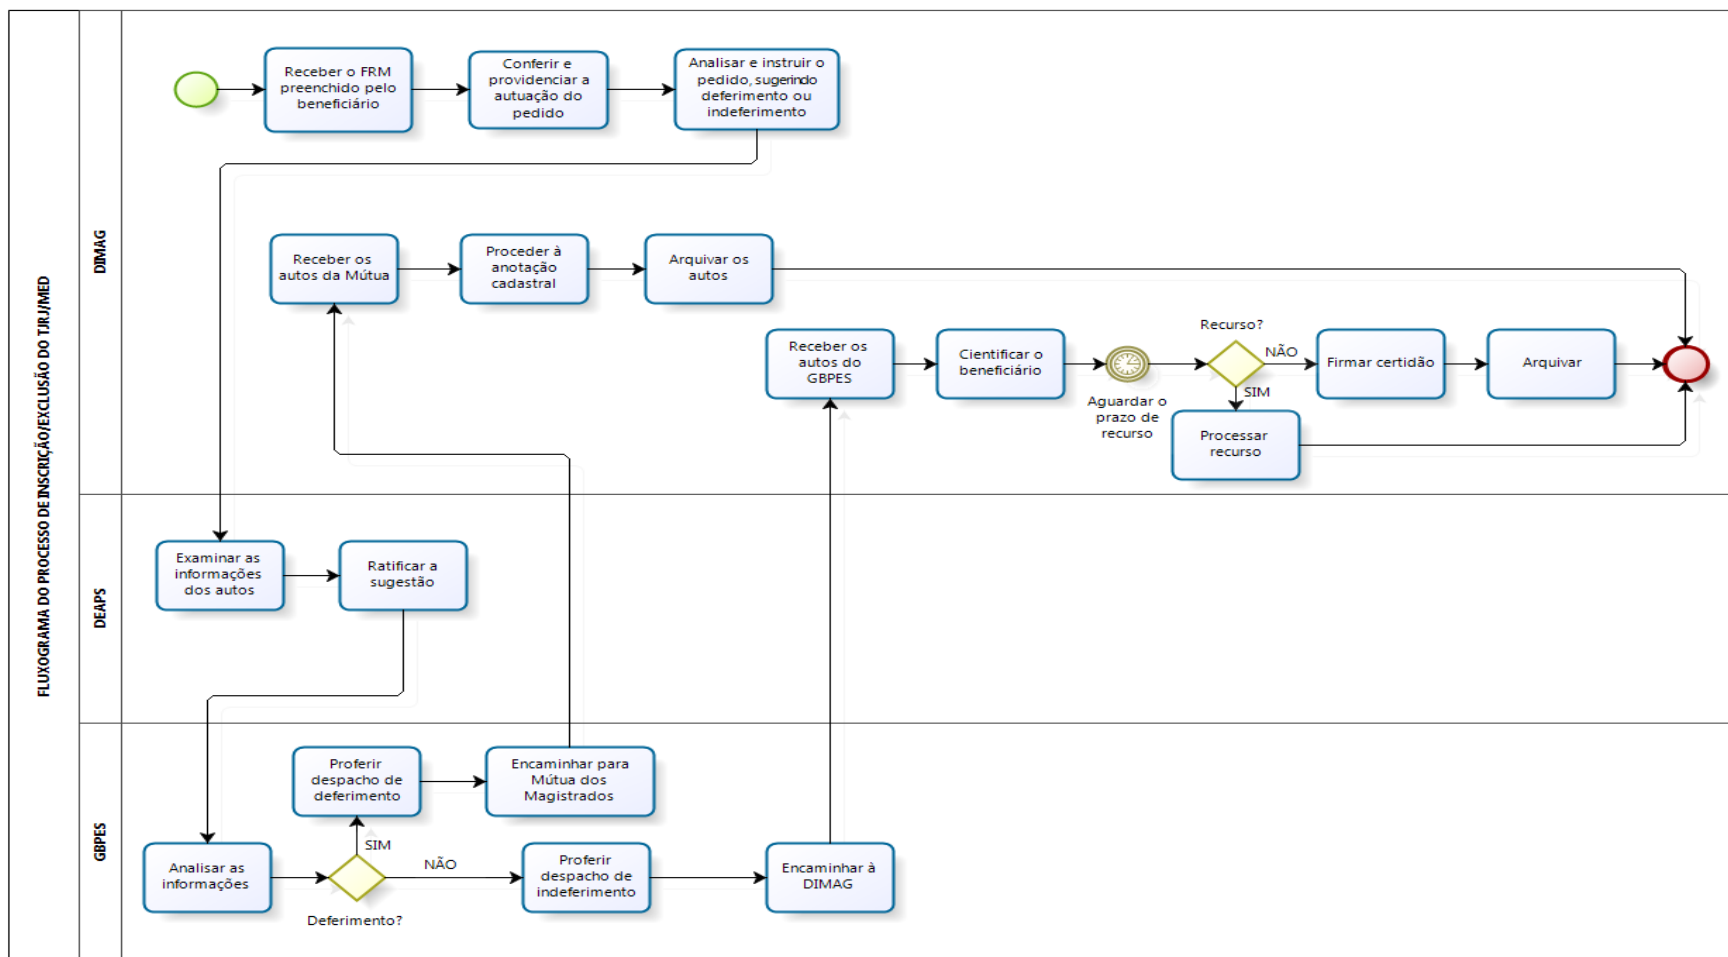 FLUXOGRAMA DO PROCESSO DE INSCRIÇÃO/EXCLUSÃO DO TJRJ/MED
DIMAG
Receber o FRM
preenchido pelo
beneficiário
Conferir e
providenciar a
autuação do
pedido
Analisar e instruir o
pedido, sugerindo
deferimento ou
indeferimento
Receber os
autos da Mútua
Proceder à
anotação
cadastral
Arquivar os
autos
Receber os
autos do
GBPES
Cientificar o
beneficiário
Aguardar o
prazo de
recurso
Recurso?
NÃO
SIM
Firmar certidão
Arquivar
Processar
recurso
DEAPS
Examinar as
informações
dos autos
Ratificar a
sugestão
GBPES
Proferir
despacho de
deferimento
Encaminhar para
Mútua dos
Magistrados
Analisar as
informações
SIM
NÃO
Deferimento?
Proferir
despacho de
indeferimento
Encaminhar à
DIMAG